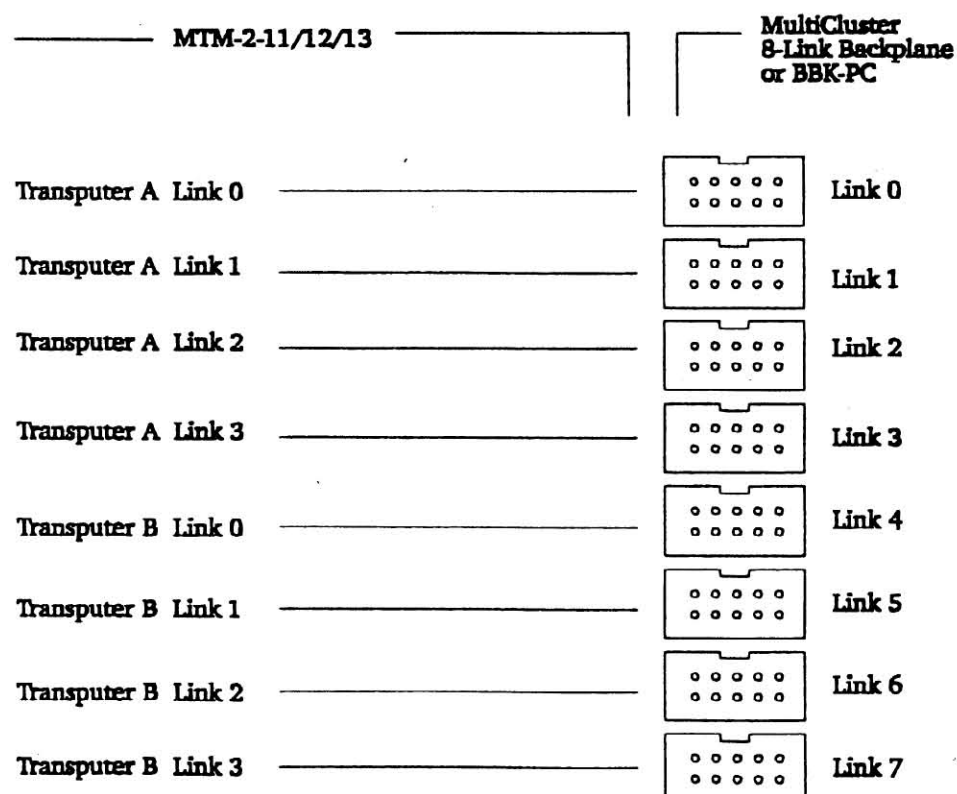 MTM-2-11/12/13
MultiCluster
8-Link Backplane
or BBK-PC
Transputer A Link 0
Link 0
Transputer A Link 1
Link 1
Transputer A Link 2
Link 2
Transputer A Link 3
Link 3
Transputer B Link 0
Link 4
Transputer B Link 1
Link 5
Transputer B Link 2
Link 6
Transputer B Link 3
Link 7